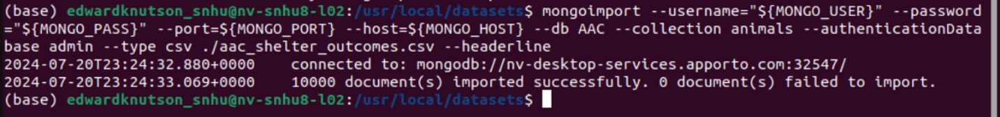 (base) edwardknutson_snhu@nv-snhu8-l02:/usr/local/datasets$ mongoimport --username="${MONGO_USER}" --password
="${MONGO_PASS}" --port=${MONGO_PORT} --host=${MONGO_HOST} --db AAC --collection animals --authenticationData
base admin --type csv ./aac_shelter_outcomes.csv --headerline
2024-07-20T23:24:32.880+0000    connected to: mongodb://nv-desktop-services.apporto.com:32547/
2024-07-20T23:24:33.069+0000    10000 document(s) imported successfully. 0 document(s) failed to import.
(base) edwardknutson_snhu@nv-snhu8-l02:/usr/local/datasets$